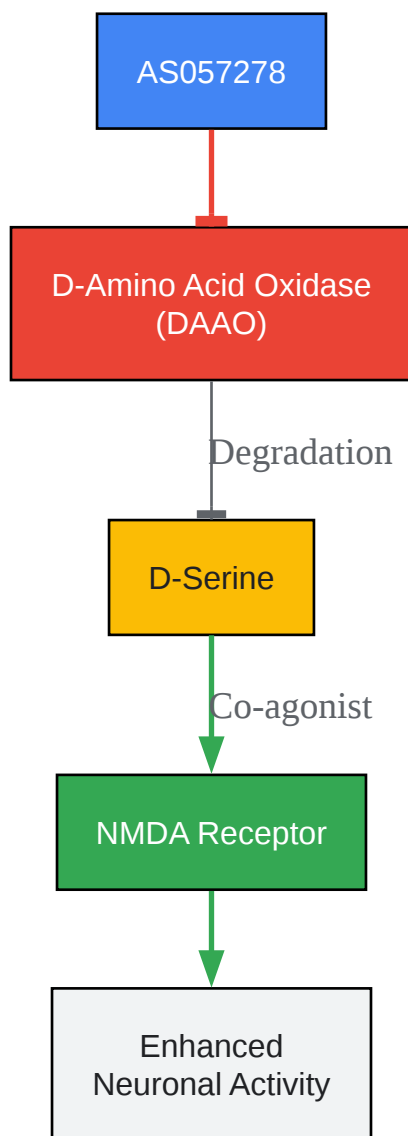 AS057278
D-Amino Acid Oxidase
(DAAO)
Degradation
D-Serine
Co-agonist
NMDA Receptor
Enhanced
Neuronal Activity